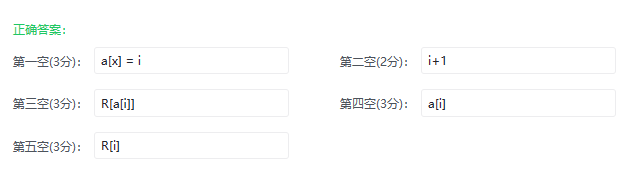 正确答案：
第一空(3分)： a[x] = i 第二空(2分)： i+1
第三空(3分)： R[a[i]] 第四空(3分)： a[i]
第五空(3分)： R[i]